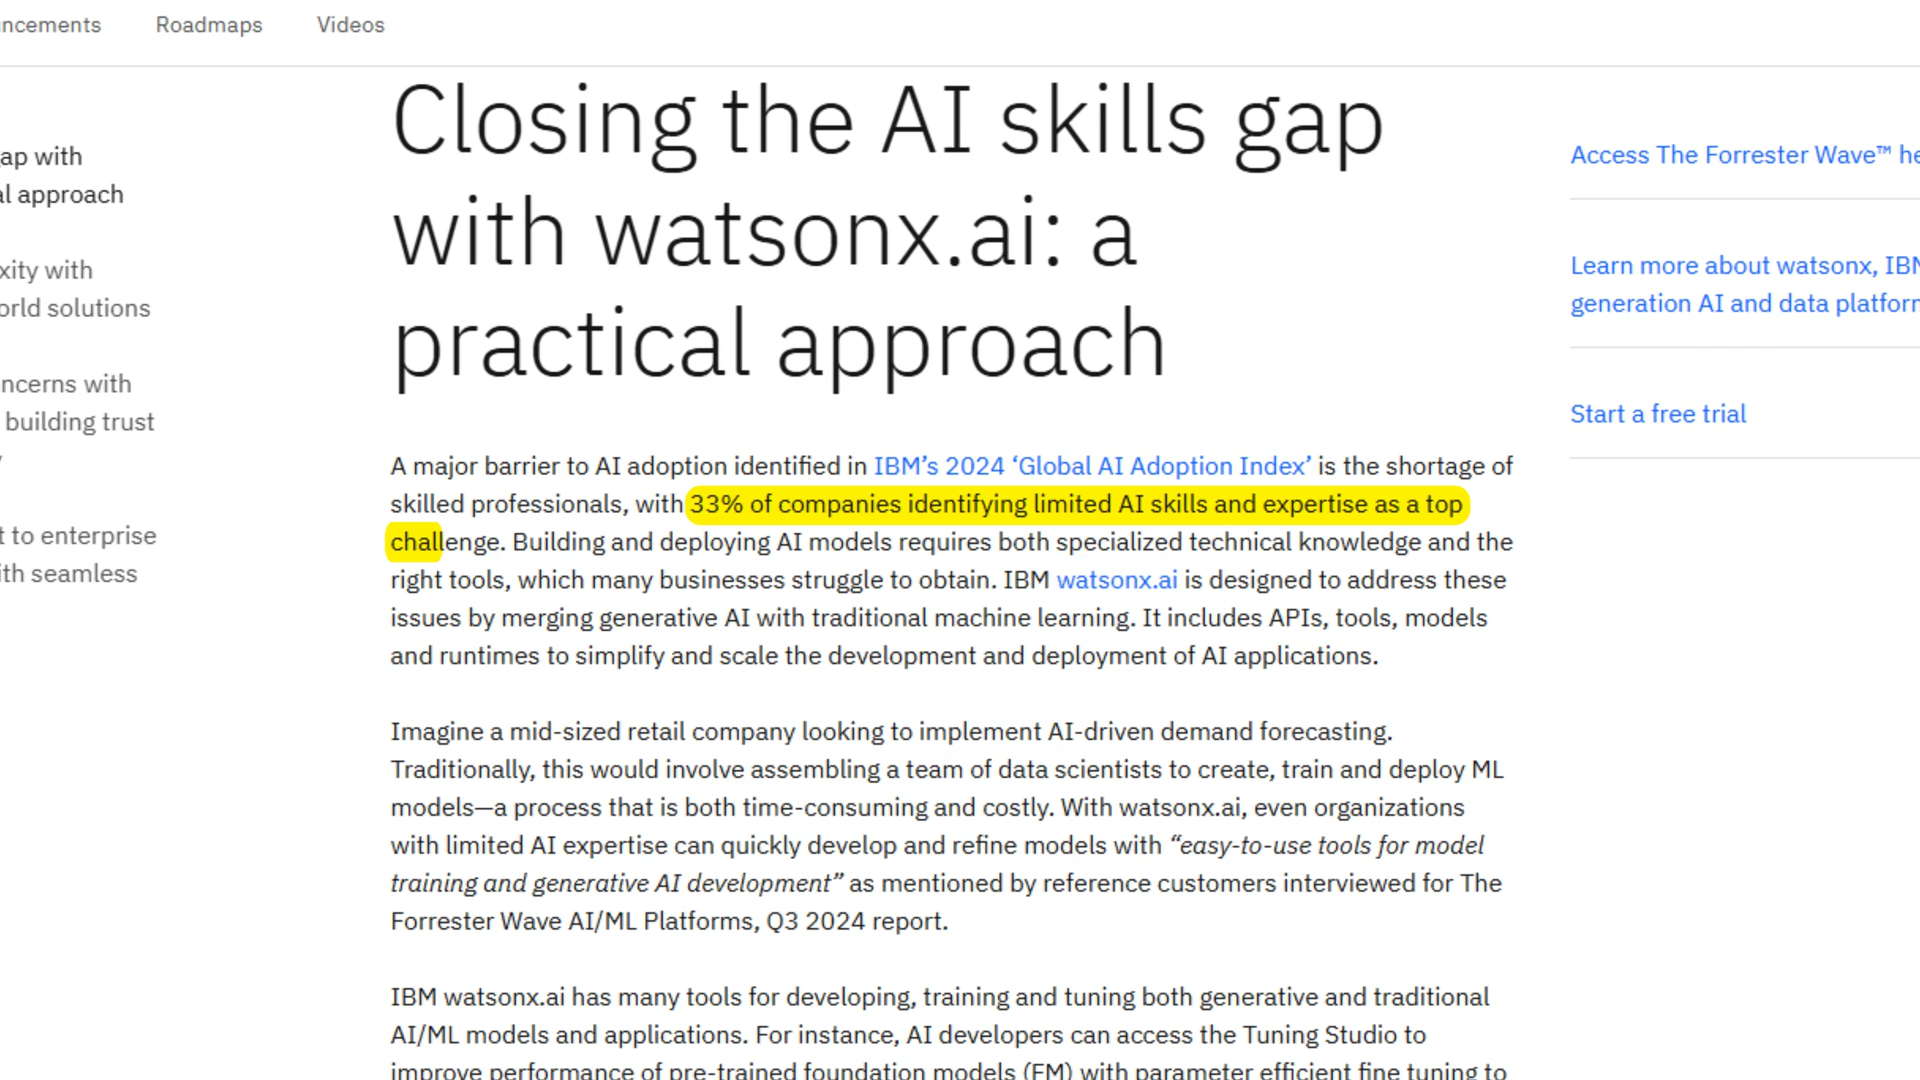 ncements Roadmaps Videos
Closing the AI skills gap
with watsonx.ai: a
practical approach
ap with
al approach
xity with
orld solutions
ncerns with
building trust
t to enterprise
ith seamless
A major barrier to AI adoption identified in IBM’s 2024 ‘Global AI Adoption Index’ is the shortage of
skilled professionals, with 33% of companies identifying limited AI skills and expertise as a top
challenge. Building and deploying AI models requires both specialized technical knowledge and the
right tools, which many businesses struggle to obtain. IBM watsonx.ai is designed to address these
issues by merging generative AI with traditional machine learning. It includes APIs, tools, models
and runtimes to simplify and scale the development and deployment of AI applications.
Imagine a mid-sized retail company looking to implement AI-driven demand forecasting.
Traditionally, this would involve assembling a team of data scientists to create, train and deploy ML
models—a process that is both time-consuming and costly. With watsonx.ai, even organizations
with limited AI expertise can quickly develop and refine models with “easy-to-use tools for model
training and generative AI development” as mentioned by reference customers interviewed for The
Forrester Wave AI/ML Platforms, Q3 2024 report.
IBM watsonx.ai has many tools for developing, training and tuning both generative and traditional
AI/ML models and applications. For instance, AI developers can access the Tuning Studio to
improve performance of pre-trained foundation models (FM) with parameter efficient fine tuning to
Access The Forrester Wave™ he
Learn more about watsonx, IBM
generation AI and data platform
Start a free trial